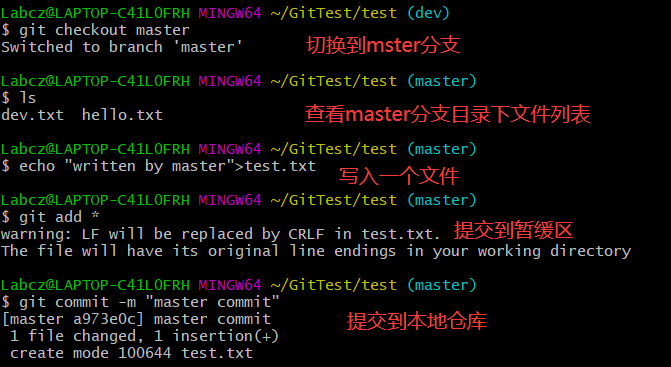 Labcz@LAPTOP-C41LOFRH MINGW64 ~/GitTest/test (dev)
$ git checkout master
Switched to branch 'master'
切换到mster分支
Labcz@LAPTOP-C41LOFRH MINGW64 ~/GitTest/test (master)
$ ls
dev.txt  hello.txt
查看master分支目录下文件列表
Labcz@LAPTOP-C41LOFRH MINGW64 ~/GitTest/test (master)
$ echo "written by master">test.txt
写入一个文件
Labcz@LAPTOP-C41LOFRH MINGW64 ~/GitTest/test (master)
$ git add *
warning: LF will be replaced by CRLF in test.txt.
提交到暂缓区
The file will have its original line endings in your working directory
Labcz@LAPTOP-C41LOFRH MINGW64 ~/GitTest/test (master)
$ git commit -m "master commit"
[master a973e0c] master commit
提交到本地仓库
1 file changed, 1 insertion(+)
create mode 100644 test.txt